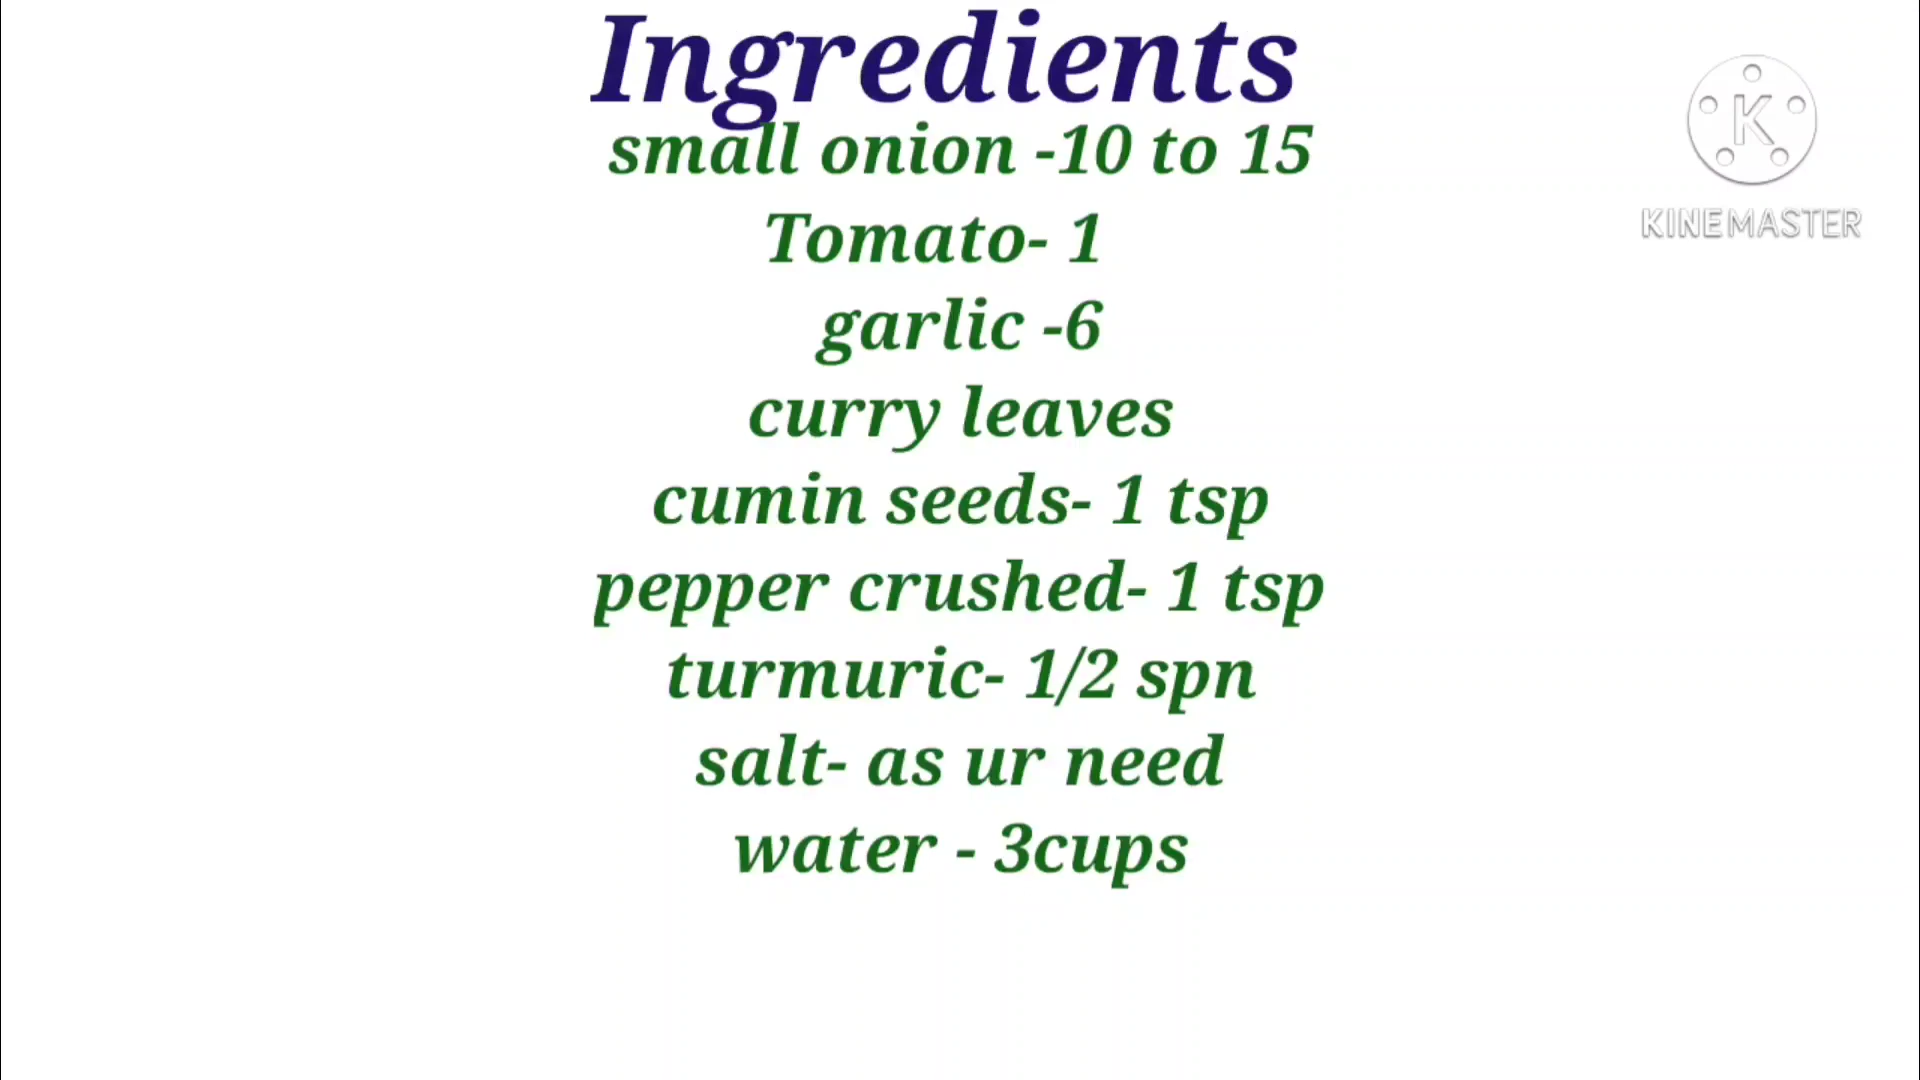 Ingredients
small onion -10 to 15
Tomato- 1
garlic -6
curry leaves
cumin seeds- 1 tsp
pepper crushed- 1 tsp
turmuric- 1/2 spn
salt- as ur need
water - 3cups
K
KINEMASTER